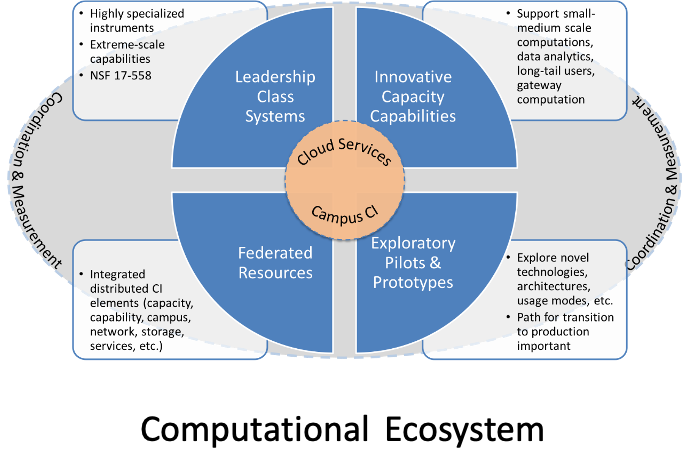 • Highly specialized
instruments
• Extreme-scale
capabilities
• NSF 17-558
• Support small-
medium scale
computations,
data analytics,
long-tail users,
gateway
computation
Leadership
Class
Systems
Innovative
Capacity
Capabilities
Coordination & Measurement
Cloud Services
Campus CI
Coordination & Measurement
Federated
Resources
Exploratory
Pilots &
Prototypes
• Integrated
distributed CI
elements (capacity,
capability, campus,
network, storage,
services, etc.)
• Explore novel
technologies,
architectures,
usage modes, etc.
• Path for transition
to production
important
Computational Ecosystem